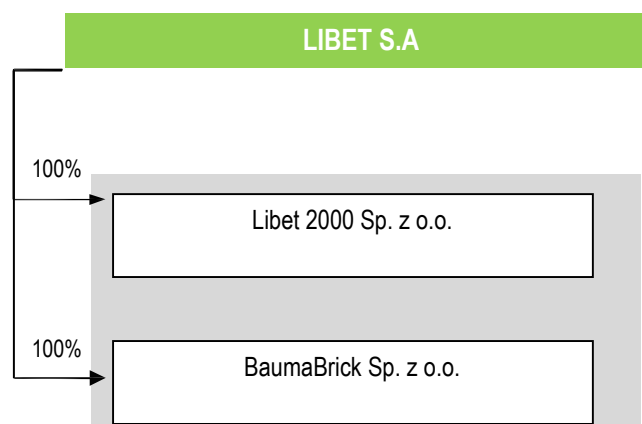 LIBET S.A
100%
Libet 2000 Sp. z o.o.
100%
BaumaBrick Sp. z o.o.